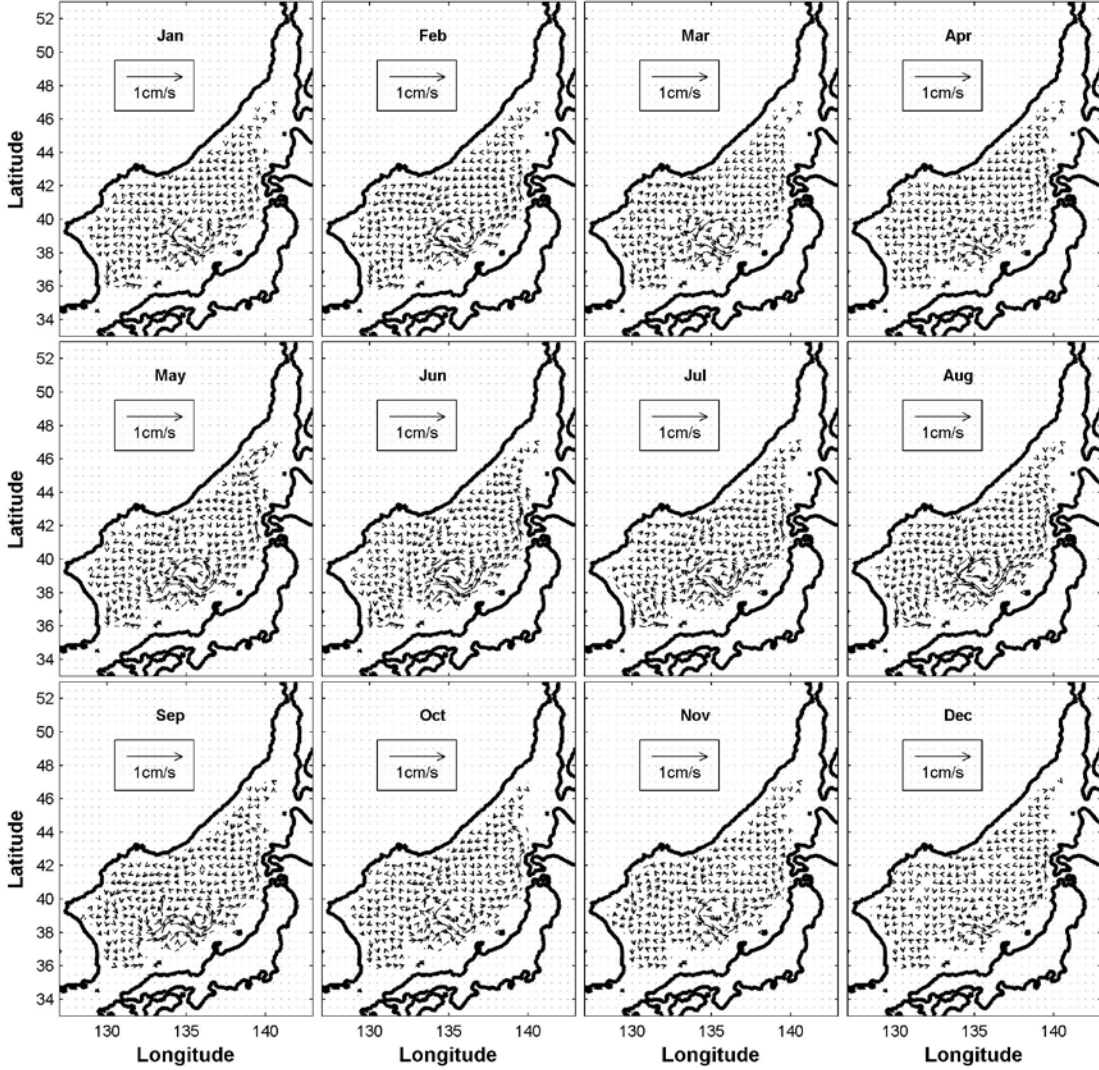 52
50
48
46
44
42
40
38
36
34
Latitude
Jan
1cm/s
Feb
1cm/s
Mar
1cm/s
Apr
1cm/s
52
50
48
46
44
42
40
38
36
34
Latitude
May
1cm/s
Jun
1cm/s
Jul
1cm/s
Aug
1cm/s
52
50
48
46
44
42
40
38
36
34
Latitude
Sep
1cm/s
Oct
1cm/s
Nov
1cm/s
Dec
1cm/s
130 135 140
Longitude
130 135 140
Longitude
130 135 140
Longitude
130 135 140
Longitude